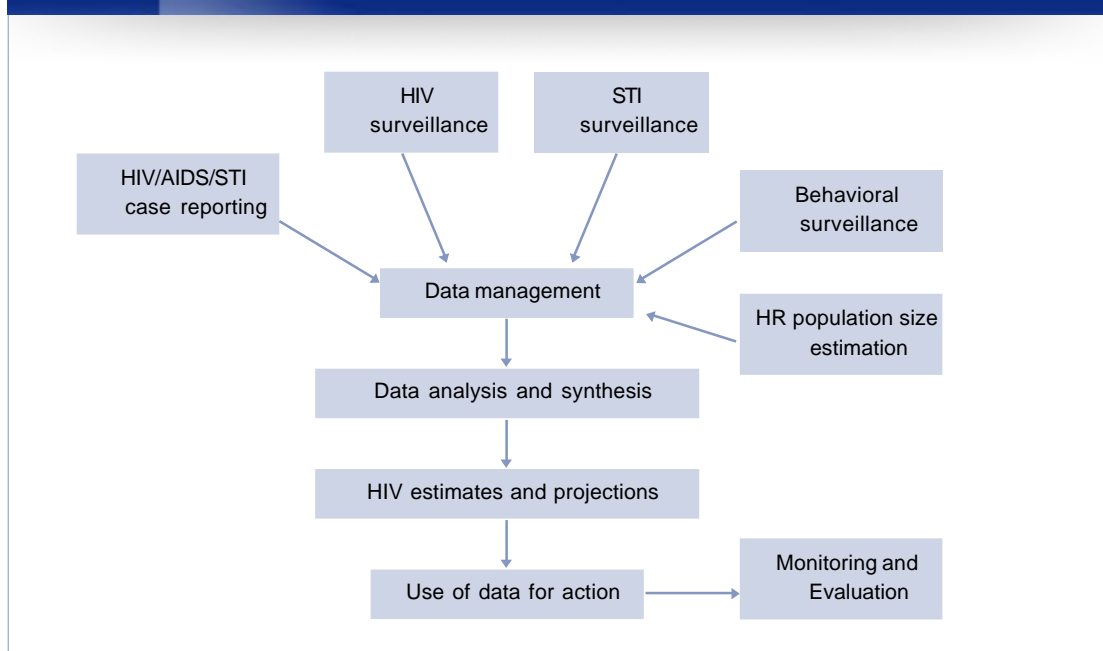 HIV
surveillance
STI
surveillance
HIV/AIDS/STI
case reporting
Behavioral
surveillance
Data management
HR population size
estimation
Data analysis and synthesis
HIV estimates and projections
Use of data for action
Monitoring and
Evaluation